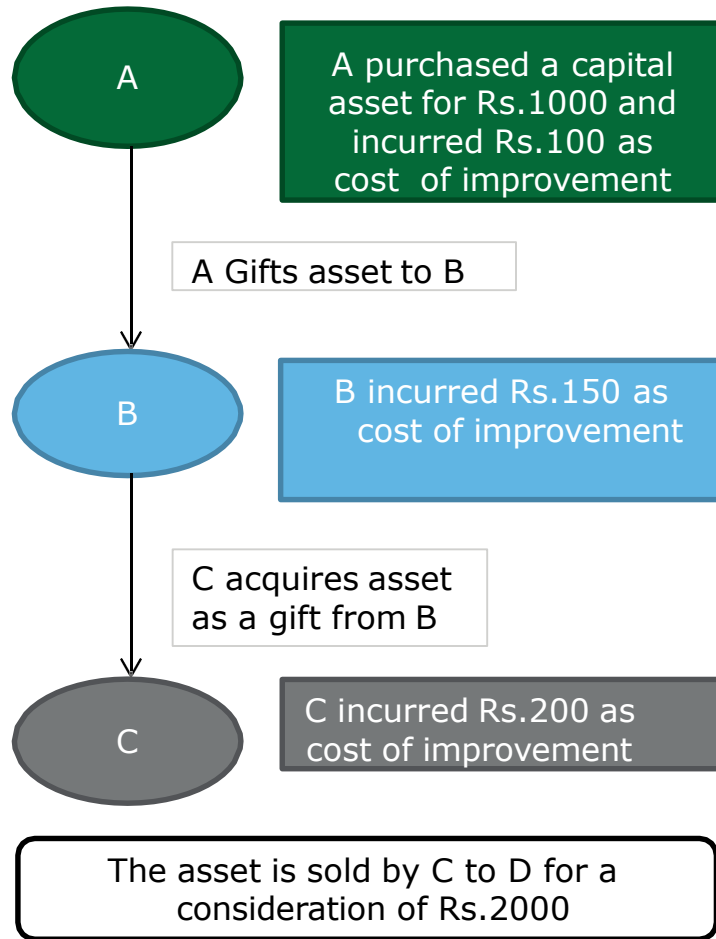 A
A purchased a capital
asset for Rs.1000 and
incurred Rs.100 as
cost of improvement
A Gifts asset to B
B
B incurred Rs.150 as
cost of improvement
C acquires asset
as a gift from B
C
C incurred Rs.200 as
cost of improvement
The asset is sold by C to D for a
consideration of Rs.2000